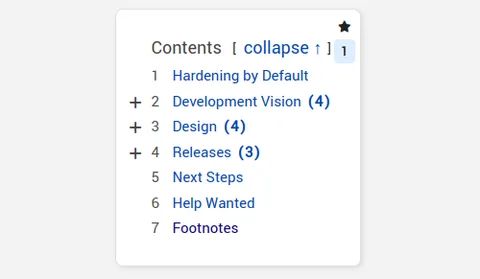 Contents [ collapse ↑ ] 1
1 Hardening by Default
+ 2 Development Vision (4)
+ 3 Design (4)
+ 4 Releases (3)
5 Next Steps
6 Help Wanted
7 Footnotes